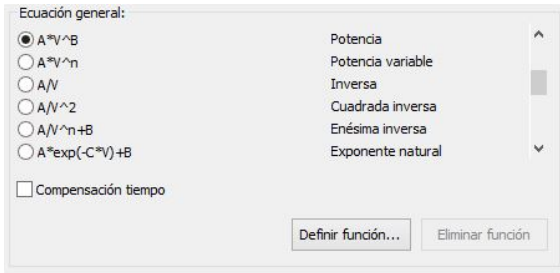 Ecuación general:
A*V^B Potencia
A*V^n Potencia variable
A/V Inversa
A/V^2 Cuadrada inversa
A/V^n+B Enésima inversa
A*exp(-C*V)+B Exponente natural
Compensación tiempo
Definir función... Eliminar función